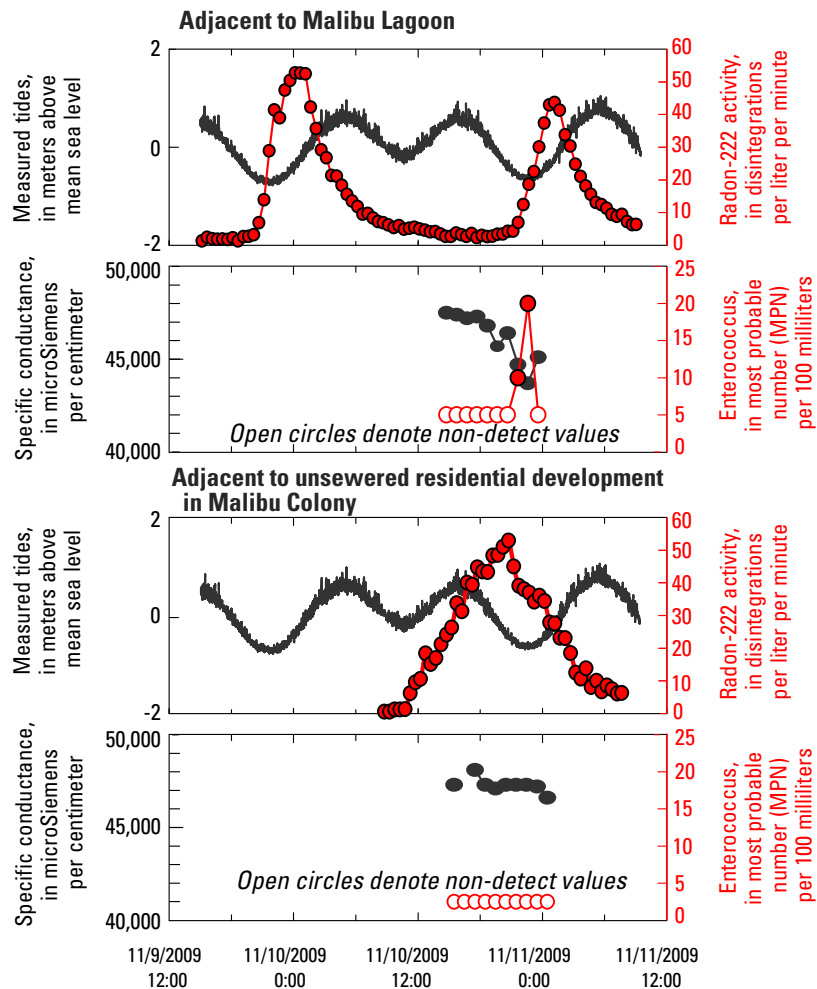 Adjacent to Malibu Lagoon
Measured tides,
in meters above
mean sea level
2
0
-2
60
50
40
30
20
10
0
Radon-222 activity,
in disintegrations
per liter per minute
Specific conductance,
in microSiemens
per centimeter
50,000
45,000
40,000
25
20
15
10
5
0
Enterococcus,
in most probable
number (MPN)
per 100 milliliters
Open circles denote non-detect values
Adjacent to unsewered residential development
in Malibu Colony
Measured tides,
in meters above
mean sea level
2
0
-2
60
50
40
30
20
10
0
Radon-222 activity,
in disintegrations
per liter per minute
Specific conductance,
in microSiemens
per centimeter
50,000
45,000
40,000
25
20
15
10
5
0
Enterococcus,
in most probable
number (MPN)
per 100 milliliters
Open circles denote non-detect values
11/9/2009 11/10/2009 11/10/2009 11/11/2009 11/11/2009
12:00 0:00 12:00 0:00 12:00